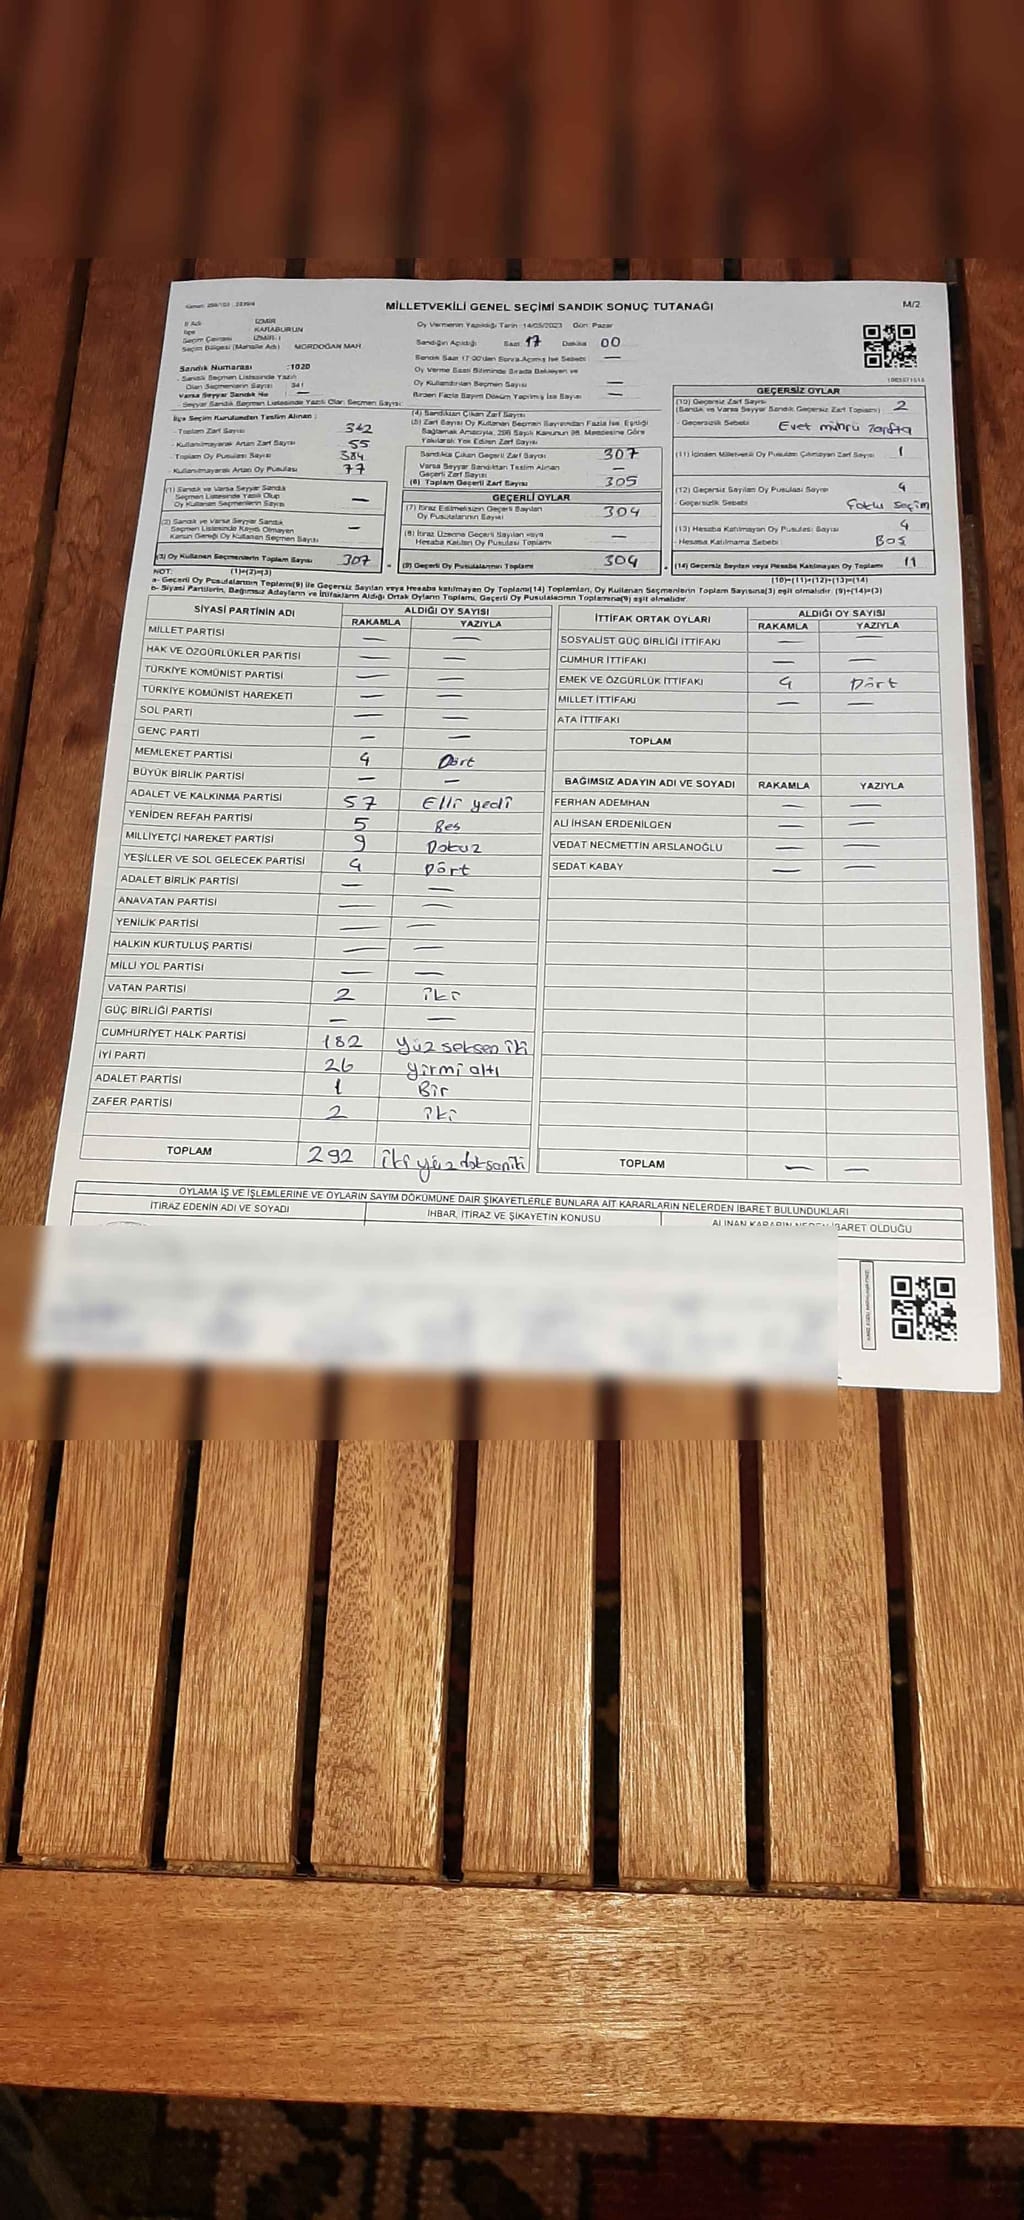 MİLLETVEKİLİ GENEL SEÇİMİ SANDIK SONUÇ TUTANAĞI
M/2
İl Adı İZMİR
İlçe KARABURUN
Seçim Çevresi İZMİR-1
Seçim Bölgesi (Mahalle Adı) MORDOĞAN MAH.
Sandık Numarası :1020
- Sandık Seçmen Listesinde Yazılı
Olan Seçmenlerin Sayısı 341
Varsa Seyyar Sandık No : —
- Seyyar Sandık Seçmen Listesinde Yazılı Olan Seçmen Sayısı:
Oy Vermenin Yapıldığı Tarih 14/05/2023 Gün: Pazar
Sandığın Açıldığı Saat 17 Dakika 00
Sandık Saat 17:00'den Sonra Açılmış İse Sebebi —
Oy Verme Saati Bitiminde Sırada Bekleyen ve
Oy Kullandırılan Seçmen Sayısı —
Birden Fazla Sayım Döküm Yapılmış İse Sayısı —
İlçe Seçim Kurulundan Teslim Alınan :
- Toplam Zarf Sayısı 362
- Kullanılmayarak Artan Zarf Sayısı 55
- Toplam Oy Pusulası Sayısı 384
- Kullanılmayarak Artan Oy Pusulası 77
(1) Sandık ve Varsa Seyyar Sandık
Seçmen Listesinde Yazılı Olup
Oy Kullanan Seçmenlerin Sayısı —
(2) Sandık ve Varsa Seyyar Sandık
Seçmen Listesinde Kayıtlı Olmayan
Kanun Gereği Oy Kullanan Seçmen Sayısı —
(3) Oy Kullanan Seçmenlerin Toplam Sayısı 307
(4) Sandıktan Çıkan Zarf Sayısı
(5) Zarf Sayısı Oy Kullanan Seçmen Sayısından Fazla İse, Eşitliği
Sağlamak Amacıyla, 298 Sayılı Kanunun 98. Maddesine Göre
Yakılarak Yok Edilen Zarf Sayısı
Sandıkta Çıkan Geçerli Zarf Sayısı 307
Varsa Seyyar Sandıktan Teslim Alınan
Geçerli Zarf Sayısı —
(6) Toplam Geçerli Zarf Sayısı 305
GEÇERLİ OYLAR
(7) İtiraz Edilmeksizin Geçerli Sayılan
Oy Pusulalarının Sayısı 304
(8) İtiraz Üzerine Geçerli Sayılan veya
Hesaba Katılan Oy Pusulası Toplamı —
(9) Geçerli Oy Pusulalarının Toplamı 304
GEÇERSİZ OYLAR
(10) Geçersiz Zarf Sayısı
(Sandık ve Varsa Seyyar Sandık Geçersiz Zarf Toplamı) 2
- Geçersizlik Sebebi Evet mührü zarfta
(11) İçinden Milletvekili Oy Pusulası Çıkmayan Zarf Sayısı 1
(12) Geçersiz Sayılan Oy Pusulası Sayısı 4
Geçersizlik Sebebi Çoklu seçim
(13) Hesaba Katılmayan Oy Pusulası Sayısı 4
- Hesaba Katılmama Sebebi BOŞ
(14) Geçersiz Sayılan veya Hesaba Katılmayan Oy Toplamı 11
NOT: (1)+(2)=(3) (10)+(11)+(12)+(13)=(14)
a- Geçerli Oy Pusulalarının Toplamı(9) ile Geçersiz Sayılan veya Hesaba katılmayan Oy Toplamı(14) Toplamları, Oy Kullanan Seçmenlerin Toplam Sayısına(3) eşit olmalıdır. (9)+(14)=(3)
b- Siyasi Partilerin, Bağımsız Adayların ve İttifakların Aldığı Ortak Oyların Toplamı, Geçerli Oy Pusulalarının Toplamına(9) eşit olmalıdır.
SİYASİ PARTİNİN ADI ALDIĞI OY SAYISI
RAKAMLA YAZIYLA
MİLLET PARTİSİ — —
HAK VE ÖZGÜRLÜKLER PARTİSİ — —
TÜRKİYE KOMÜNİST PARTİSİ — —
TÜRKİYE KOMÜNİST HAREKETİ — —
SOL PARTİ — —
GENÇ PARTİ — —
MEMLEKET PARTİSİ 4 Dört
BÜYÜK BİRLİK PARTİSİ — —
ADALET VE KALKINMA PARTİSİ 57 Elli yedi
YENİDEN REFAH PARTİSİ 5 Beş
MİLLİYETÇİ HAREKET PARTİSİ 9 Dokuz
YEŞİLLER VE SOL GELECEK PARTİSİ 4 Dört
ADALET BİRLİK PARTİSİ — —
ANAVATAN PARTİSİ — —
YENİLİK PARTİSİ — —
HALKIN KURTULUŞ PARTİSİ — —
MİLLİ YOL PARTİSİ — —
VATAN PARTİSİ 2 iki
GÜÇ BİRLİĞİ PARTİSİ — —
CUMHURİYET HALK PARTİSİ 182 yüz seksen iki
İYİ PARTİ 26 yirmi altı
ADALET PARTİSİ 1 Bir
ZAFER PARTİSİ 2 iki
TOPLAM 292 iki yüz doksan iki
İTTİFAK ORTAK OYLARI ALDIĞI OY SAYISI
RAKAMLA YAZIYLA
SOSYALİST GÜÇ BİRLİĞİ İTTİFAKI — —
CUMHUR İTTİFAKI — —
EMEK VE ÖZGÜRLÜK İTTİFAKI 4 Dört
MİLLET İTTİFAKI — —
ATA İTTİFAKI
TOPLAM
BAĞIMSIZ ADAYIN ADI VE SOYADI RAKAMLA YAZIYLA
FERHAN ADEMHAN — —
ALİ İHSAN ERDENİLGEN — —
VEDAT NECMETTİN ARSLANOĞLU — —
SEDAT KABAY — —
TOPLAM — —
OYLAMA İŞ VE İŞLEMLERİNE VE OYLARIN SAYIM DÖKÜMÜNE DAİR ŞİKAYETLERLE BUNLARA AİT KARARLARIN NELERDEN İBARET BULUNDUKLARI
İTİRAZ EDENİN ADI VE SOYADI İHBAR, İTİRAZ VE ŞİKAYETİN KONUSU ALINAN KARARIN NEDEN İBARET OLDUĞU